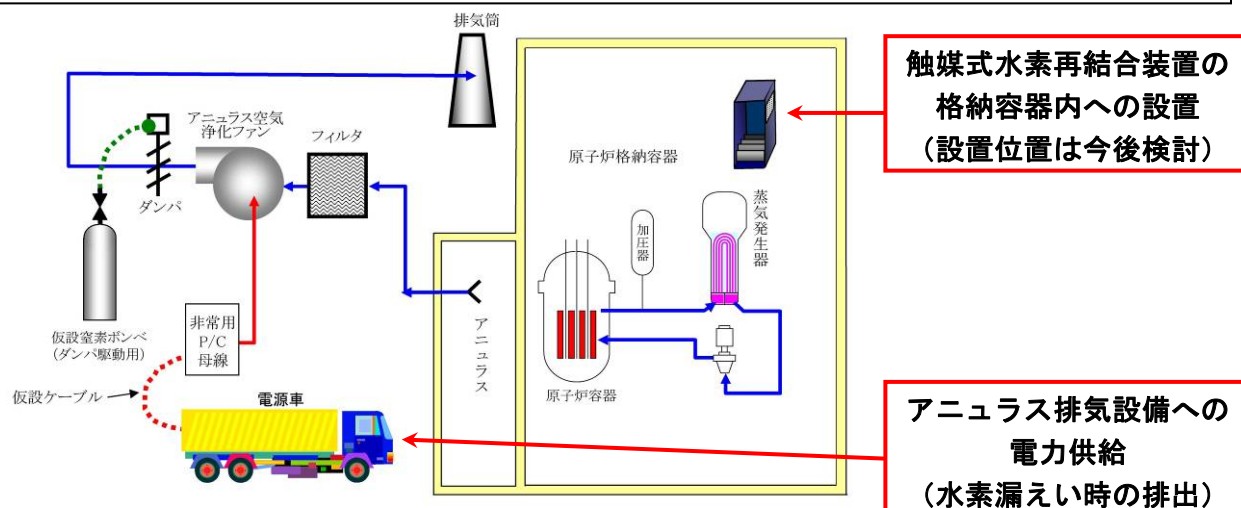 排気筒
触媒式水素再結合装置の
格納容器内への設置
(設置位置は今後検討)
アニュラス空気
浄化ファン
フィルタ
原子炉格納容器
ダンパ
蒸気発生器
加圧器
仮設窒素ボンベ
(ダンパ駆動用)
非常用
P/C
母線
アニュラス
原子炉容器
仮設ケーブル
電源車
アニュラス排気設備への
電力供給
(水素漏えい時の排出)